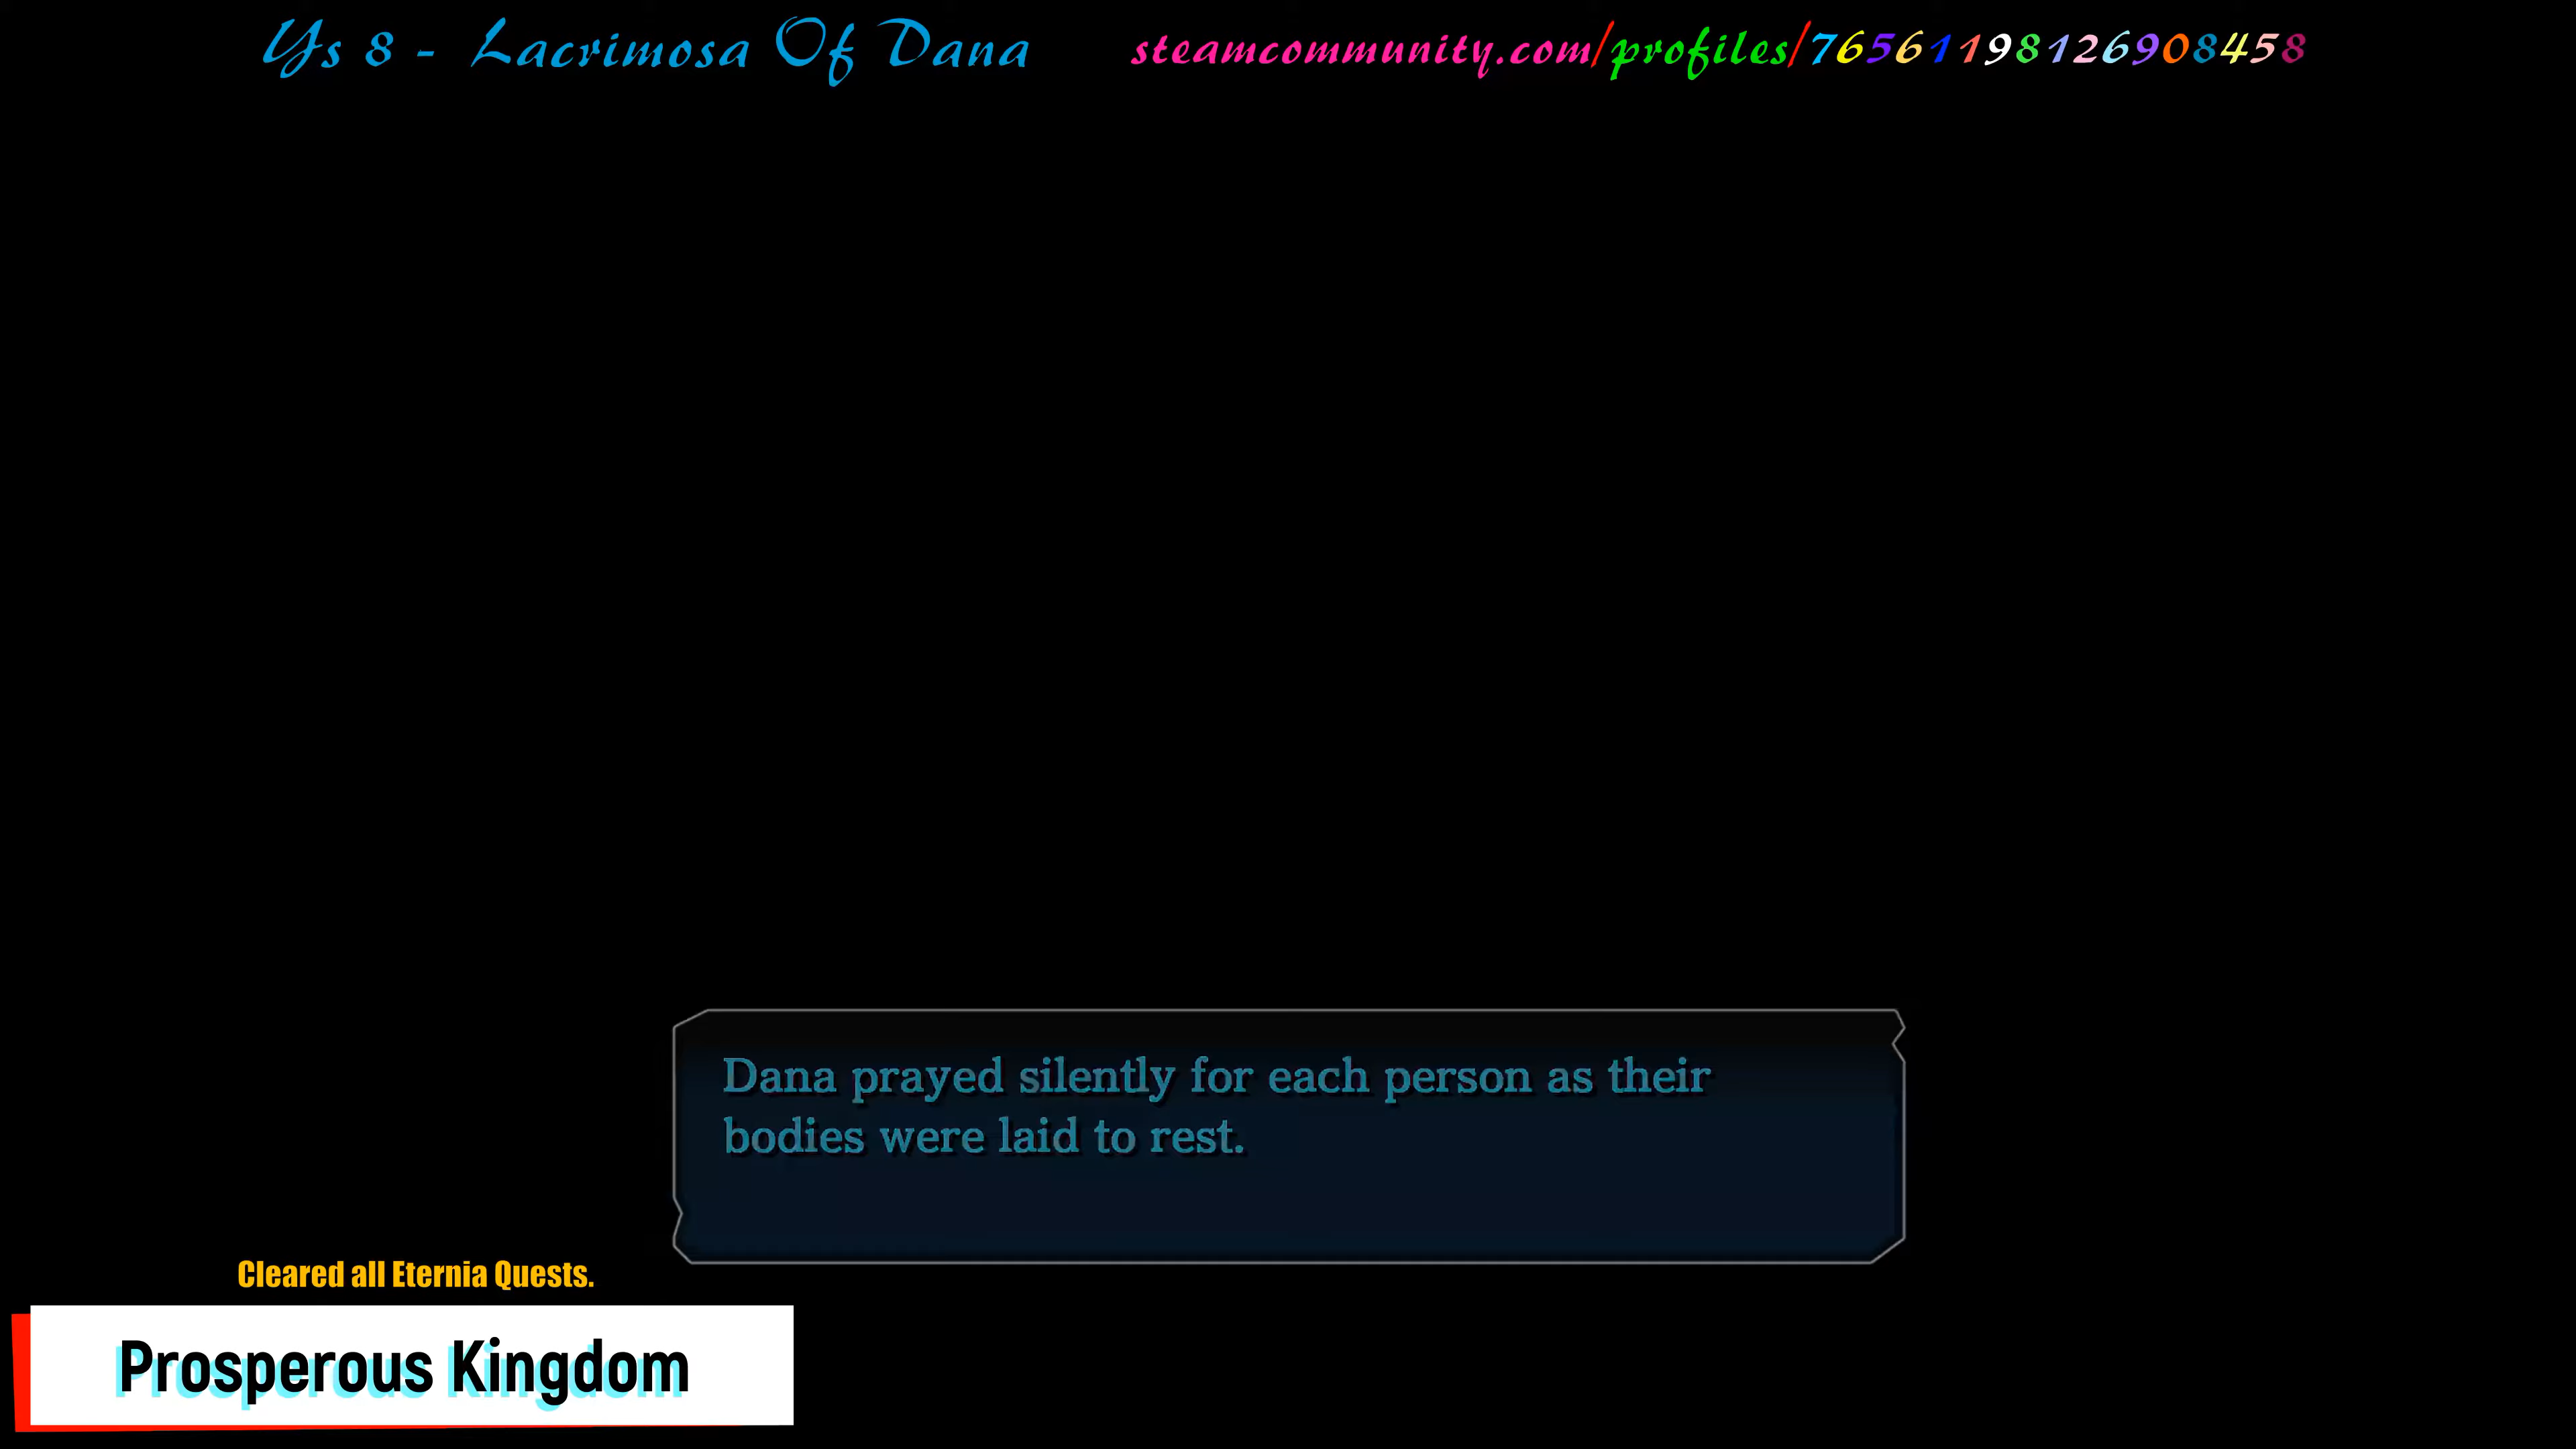 Ys 8 - Lacrimosa Of Dana
steamcommunity.com/profiles/76561198126908458
Dana prayed silently for each person as their
bodies were laid to rest.
Cleared all Eternia Quests.
Prosperous Kingdom